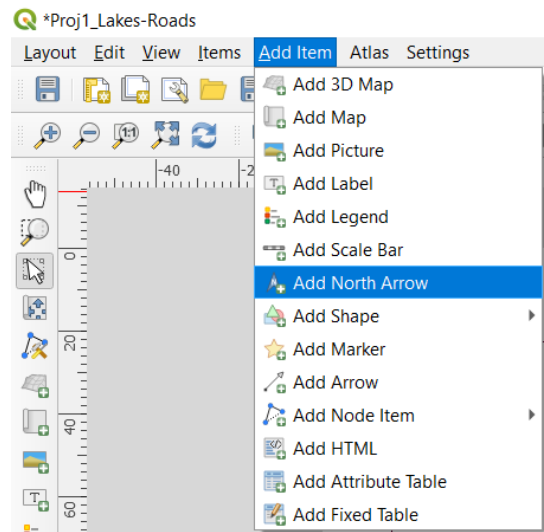 *Proj1_Lakes-Roads
Layout Edit View Items Add Item Atlas Settings
Add 3D Map
Add Map
Add Picture
Add Label
Add Legend
Add Scale Bar
Add North Arrow
Add Shape
Add Marker
Add Arrow
Add Node Item
Add HTML
Add Attribute Table
Add Fixed Table
1:1
-40
0
20
40
60